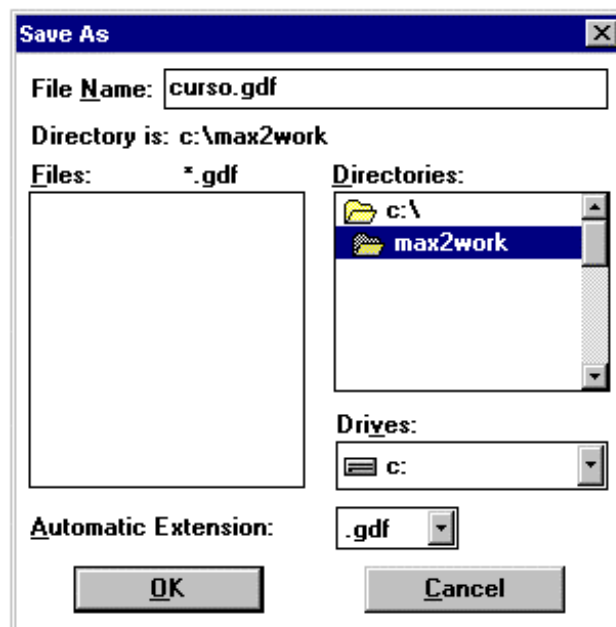 Save As
File Name: curso.gdf
Directory is: c:\max2work
Files: *.gdf
Directories:
c:\
max2work
Drives:
c:
Automatic Extension: .gdf
OK Cancel